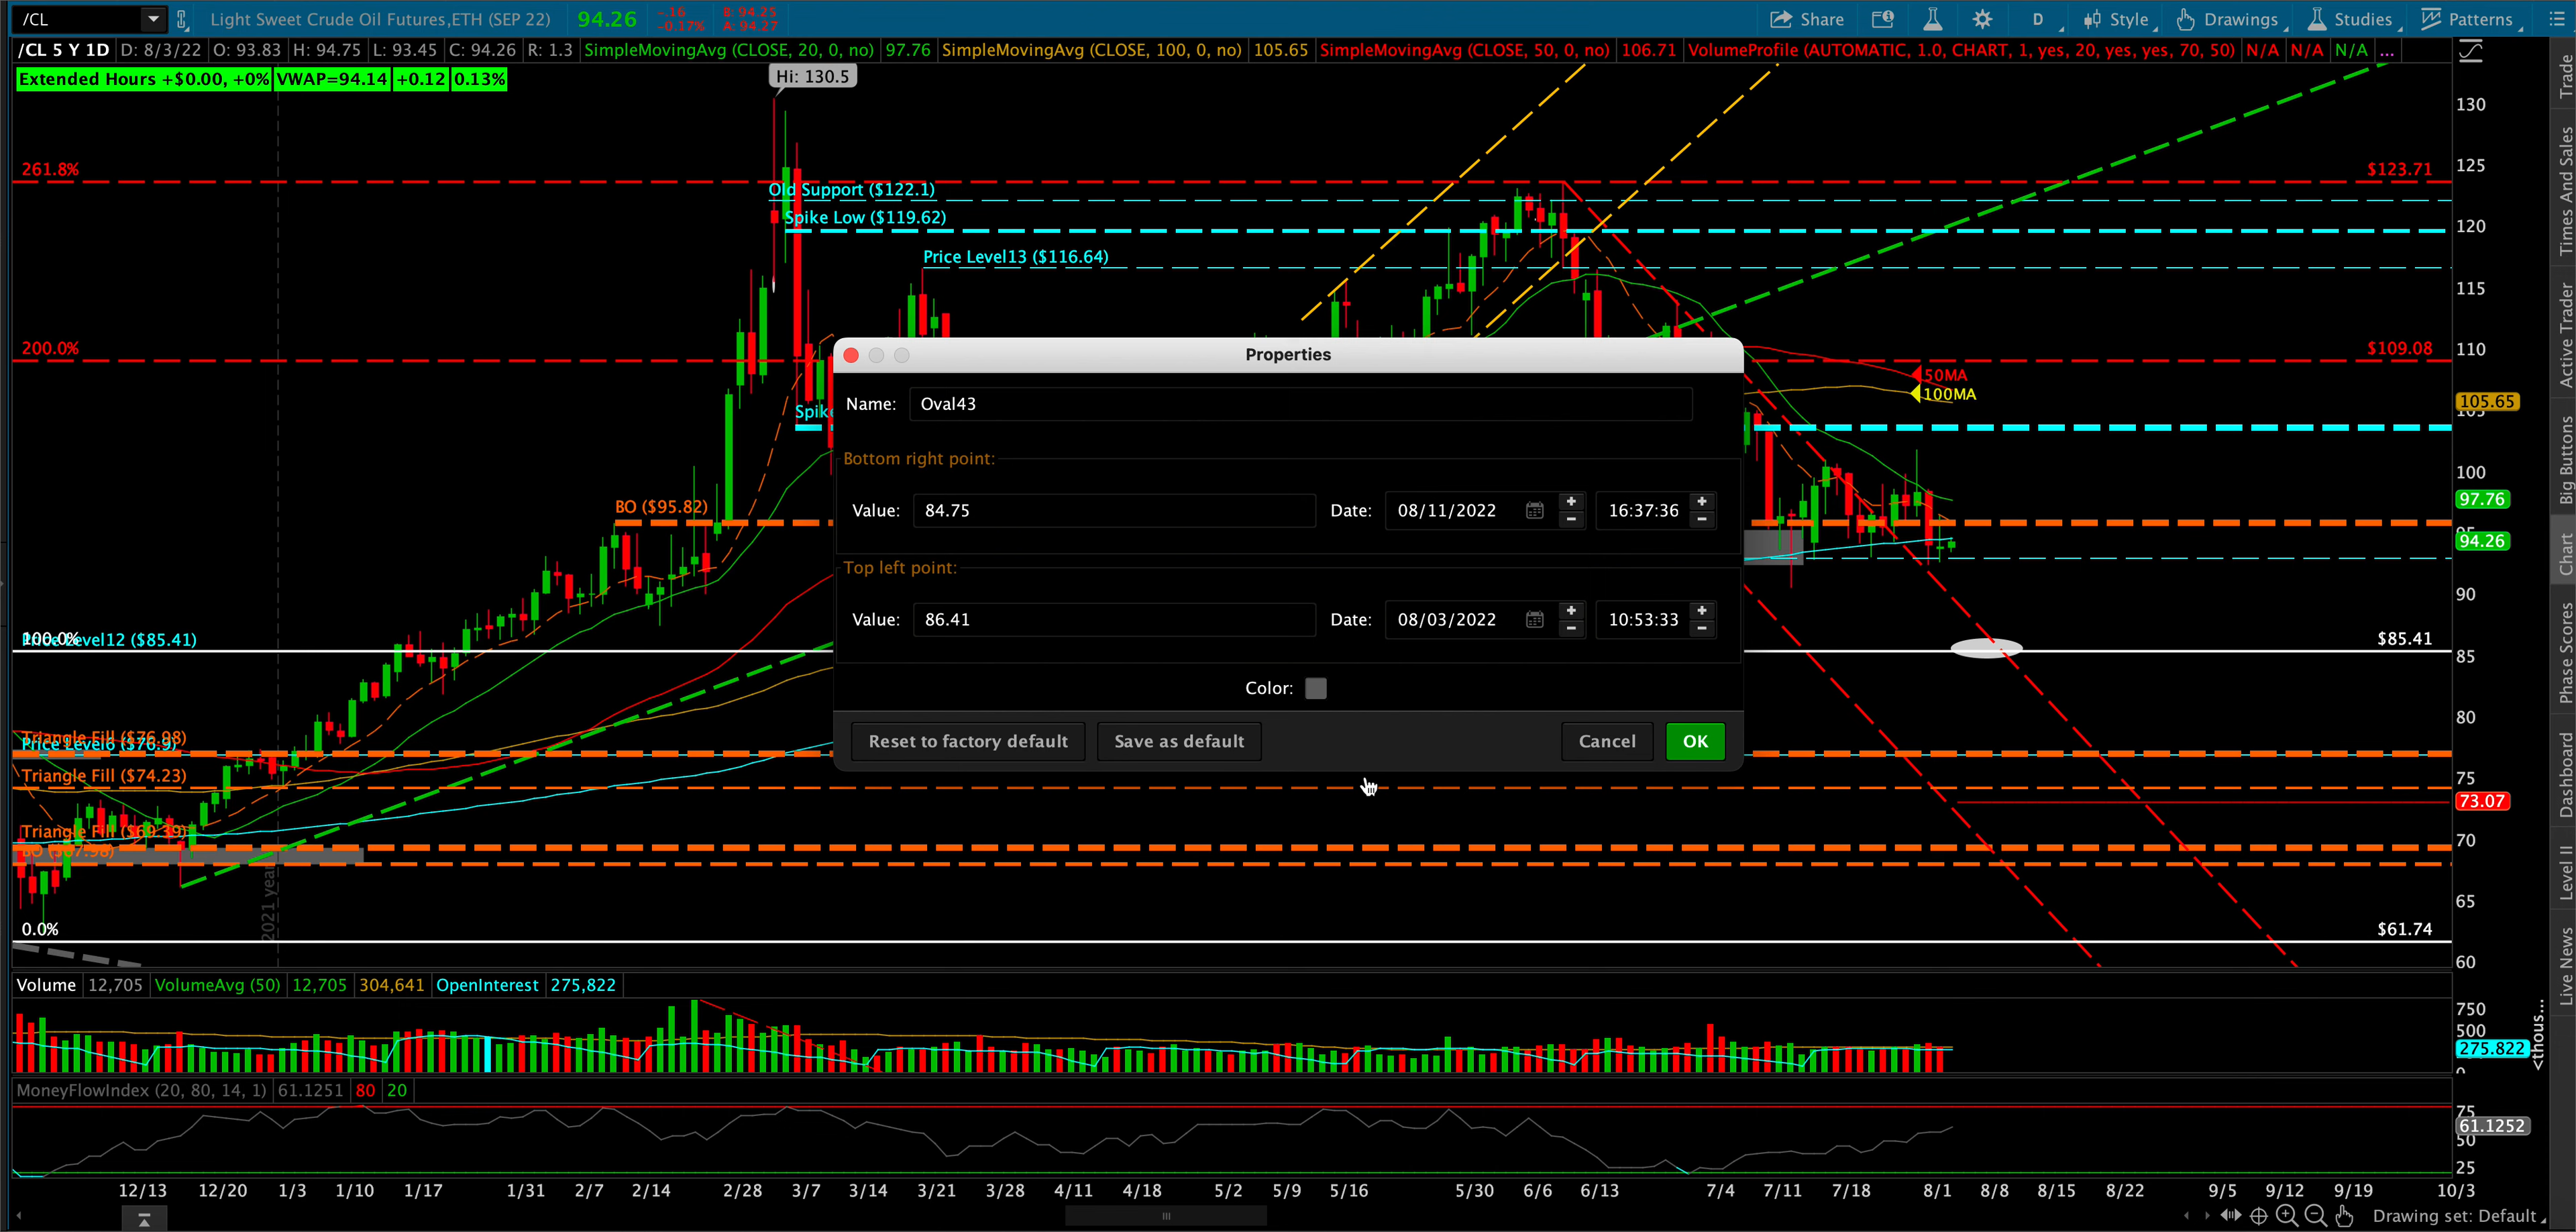 /CL Light Sweet Crude Oil Futures,ETH (SEP 22) 94.26 -.16 -0.17% B: 94.25 A: 94.27 Share D Style Drawings Studies Patterns
/CL 5 Y 1D D: 8/3/22 O: 93.83 H: 94.75 L: 93.45 C: 94.26 R: 1.3 SimpleMovingAvg (CLOSE, 20, 0, no) 97.76 SimpleMovingAvg (CLOSE, 100, 0, no) 105.65 SimpleMovingAvg (CLOSE, 50, 0, no) 106.71 VolumeProfile (AUTOMATIC, 1.0, CHART, 1, yes, 20, yes, yes, 70, 50) N/A N/A N/A ...
Extended Hours +$0.00, +0% VWAP=94.14 +0.12 0.13%
Hi: 130.5
130
261.8%
$123.71
125
Old Support ($122.1)
Spike Low ($119.62)
120
Price Level13 ($116.64)
115
200.0%
$109.08
110
50MA
100MA
105.65
Spike
Properties
Name: Oval43
Bottom right point:
Value: 84.75 Date: 08/11/2022 16:37:36
Top left point:
Value: 86.41 Date: 08/03/2022 10:53:33
Color:
Reset to factory default Save as default Cancel OK
100
97.76
BO ($95.82)
94.26
90
100.0%
Price Level12 ($85.41)
$85.41
85
80
Triangle Fill ($76.98)
Price Level6 ($76.9)
Triangle Fill ($74.23)
75
73.07
Triangle Fill ($69.39)
70
65
2021 year
0.0%
$61.74
60
Volume 12,705 VolumeAvg (50) 12,705 304,641 OpenInterest 275,822
750
500
275.822
0
<thous...
MoneyFlowIndex (20, 80, 14, 1) 61.1251 80 20
75
61.1252
50
25
12/13 12/20 1/3 1/10 1/17 1/31 2/7 2/14 2/28 3/7 3/14 3/21 3/28 4/11 4/18 5/2 5/9 5/16 5/30 6/6 6/13 7/4 7/11 7/18 8/1 8/8 8/15 8/22 9/5 9/12 9/19 10/3
Drawing set: Default
Trade
Times And Sales
Active Trader
Big Buttons
Chart
Phase Scores
Dashboard
Level II
Live News